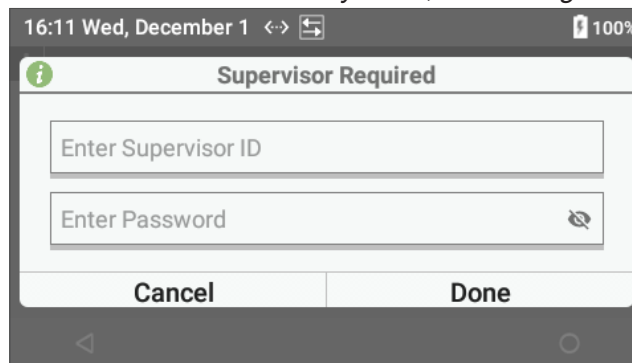 16:11 Wed, December 1
100%
Supervisor Required
Enter Supervisor ID
Enter Password
Cancel
Done